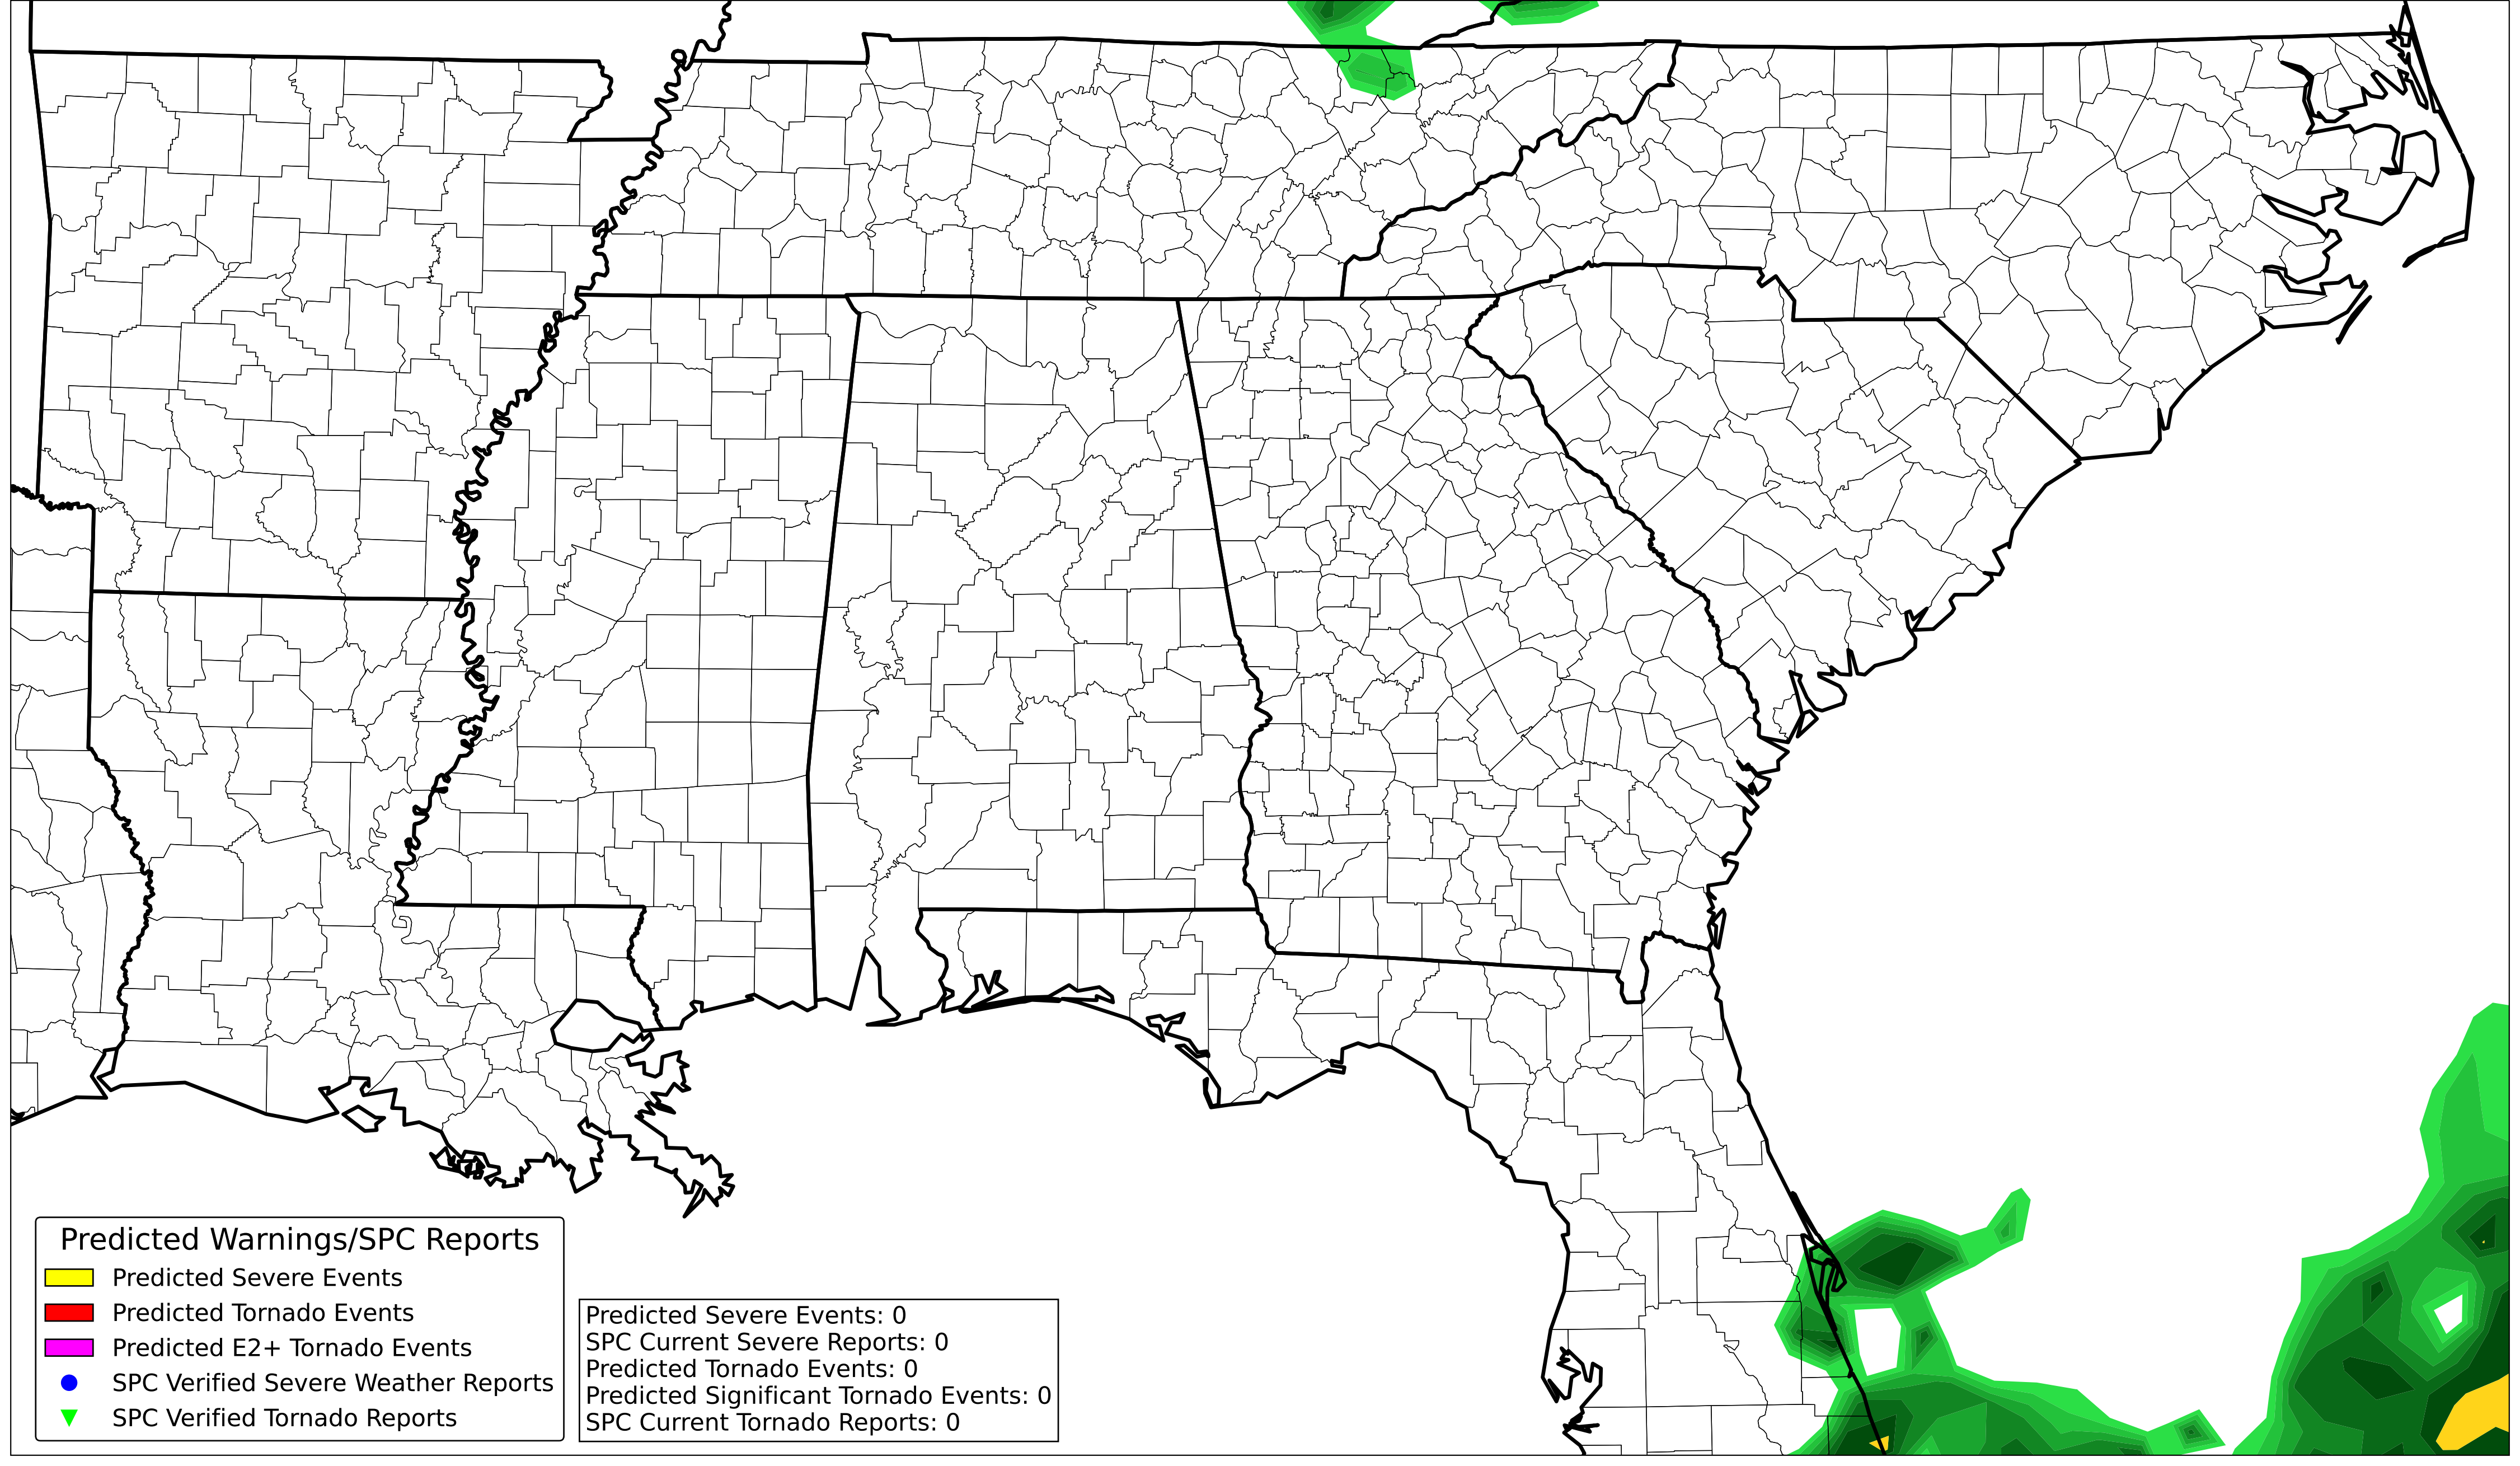 Predicted Warnings/SPC Reports
Predicted Severe Events
Predicted Tornado Events
Predicted E2+ Tornado Events
SPC Verified Severe Weather Reports
SPC Verified Tornado Reports
Predicted Severe Events: 0
SPC Current Severe Reports: 0
Predicted Tornado Events: 0
Predicted Significant Tornado Events: 0
SPC Current Tornado Reports: 0